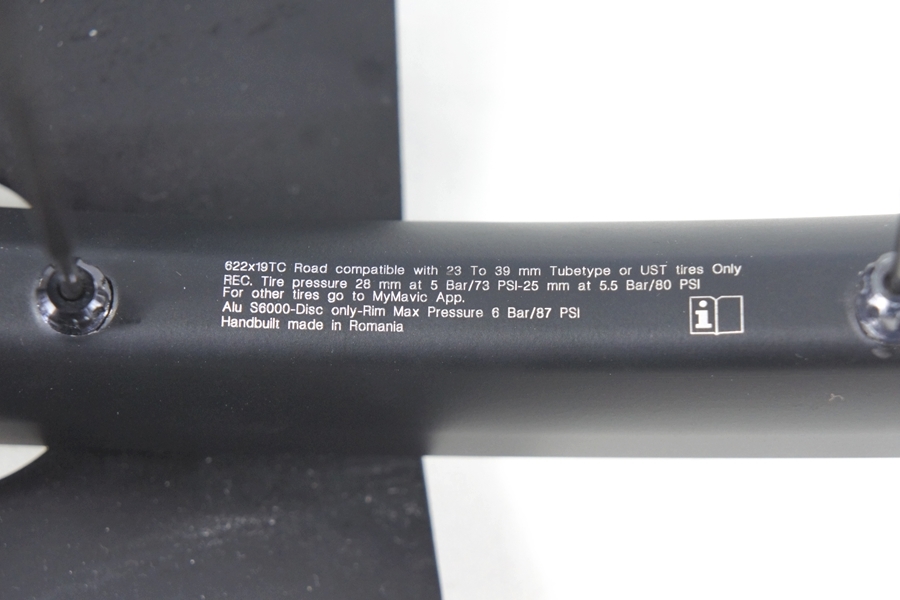 622x19TC Road compatible with 23 To 39 mm Tubetype or UST tires Only
REC. Tire pressure 28 mm at 5 Bar/73 PSI-25 mm at 5.5 Bar/80 PSI
For other tires go to MyMavic App.
Alu S6000-Disc only-Rim Max Pressure 6 Bar/87 PSI
Handbuilt made in Romania
i